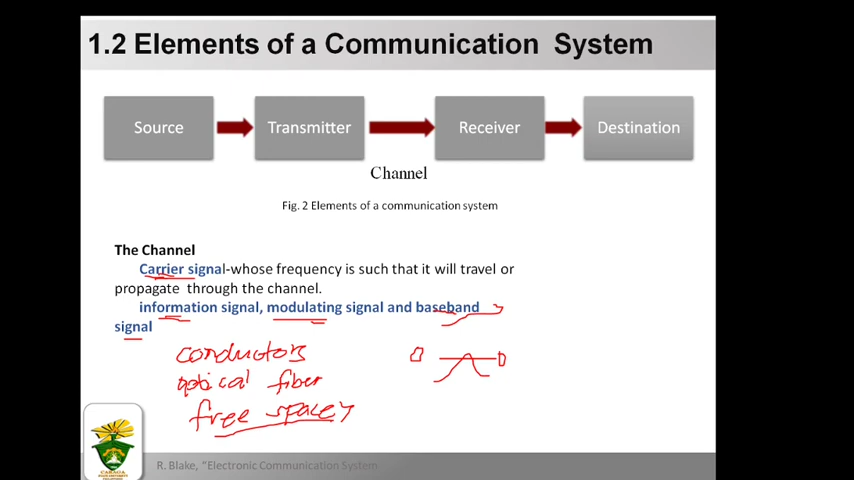 1.2 Elements of a Communication System
Source
Transmitter
Receiver
Destination
Channel
Fig. 2 Elements of a communication system
The Channel
Carrier signal-whose frequency is such that it will travel or
propagate through the channel.
information signal, modulating signal and baseband
signal
conductors
optical fiber
free space
CARAGA
R. Blake, "Electronic Communication System